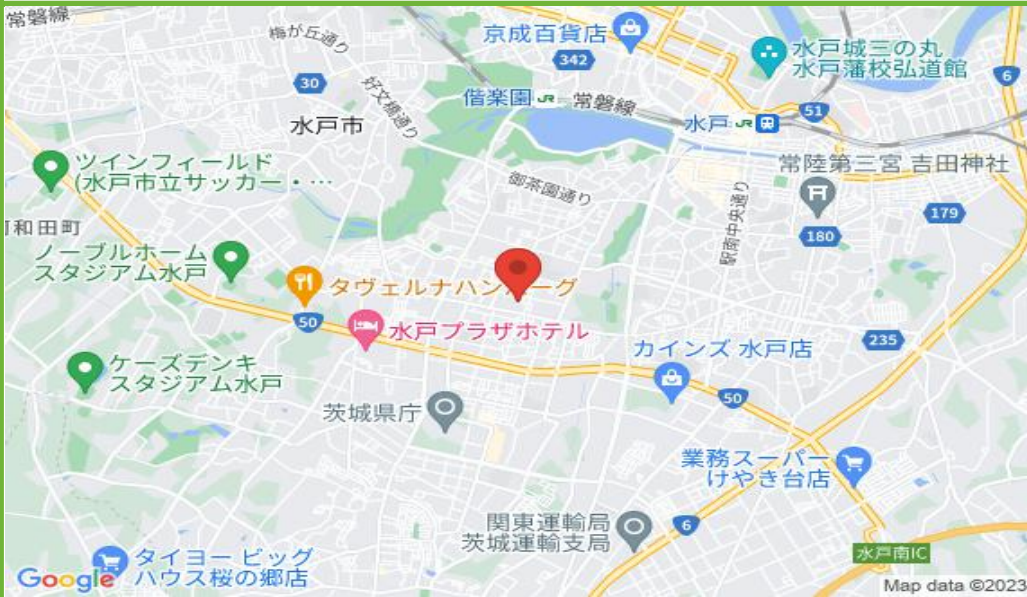 常磐線
梅が丘通り
京成百貨店
342
水戸城三の丸
水戸藩校弘道館
6
30
好文橋通り
偕楽園
JR
常磐線
51
水戸市
水戸
JR
ツインフィールド
(水戸市立サッカー・…
御茶園通り
常陸第三宮 吉田神社
駅南中央通り
179
180
和田町
ノーブルホーム
スタジアム水戸
タヴェルナハンバーグ
50
水戸プラザホテル
235
カインズ 水戸店
ケーズデンキ
スタジアム水戸
50
茨城県庁
業務スーパー
けやき台店
関東運輸局
茨城運輸支局
6
水戸南IC
タイヨー ビッグ
ハウス桜の郷店
Google
Map data ©2023